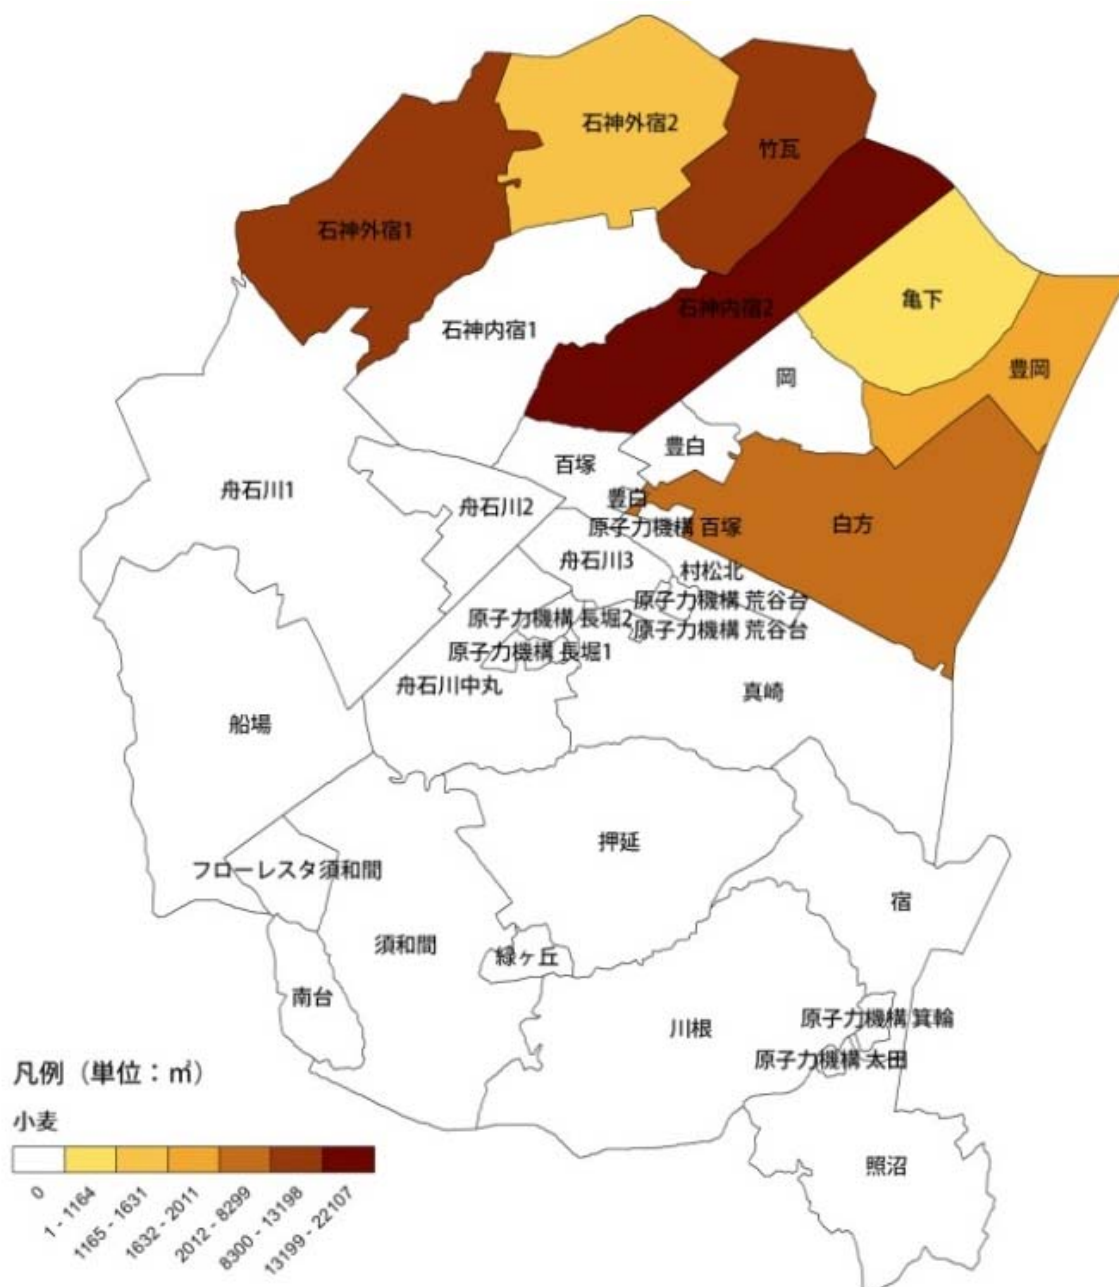 石神外宿2
竹瓦
石神外宿1
亀下
石神内宿2
石神内宿1
豊岡
岡
豊白
百塚
舟石川1
豊白
舟石川2
原子力機構 百塚
白方
舟石川3
村松北
原子力機構 荒谷台
原子力機構 長堀2
原子力機構 荒谷台
原子力機構 長堀1
舟石川中丸
真崎
船場
押延
フローレスタ須和間
宿
須和間
緑ヶ丘
南台
原子力機構 箕輪
川根
原子力機構 太田
凡例（単位：㎡）
小麦
照沼
0
1 - 1164
1165 - 1631
1632 - 2011
2012 - 8299
8300 - 13198
13199 - 22107